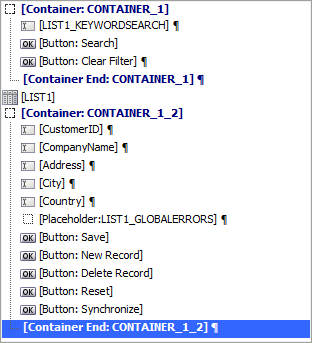 [Container: CONTAINER_1]
[LIST1_KEYWORDSEARCH] ¶
OK [Button: Search]
OK [Button: Clear Filter] ¶
[Container End: CONTAINER_1] ¶
[LIST1]
[Container: CONTAINER_1_2]
[CustomerID] ¶
[CompanyName] ¶
[Address] ¶
[City] ¶
[Country] ¶
[Placeholder:LIST1_GLOBALERRORS] ¶
OK [Button: Save]
OK [Button: New Record]
OK [Button: Delete Record]
OK [Button: Reset]
OK [Button: Synchronize]
[Container End: CONTAINER_1_2] ¶